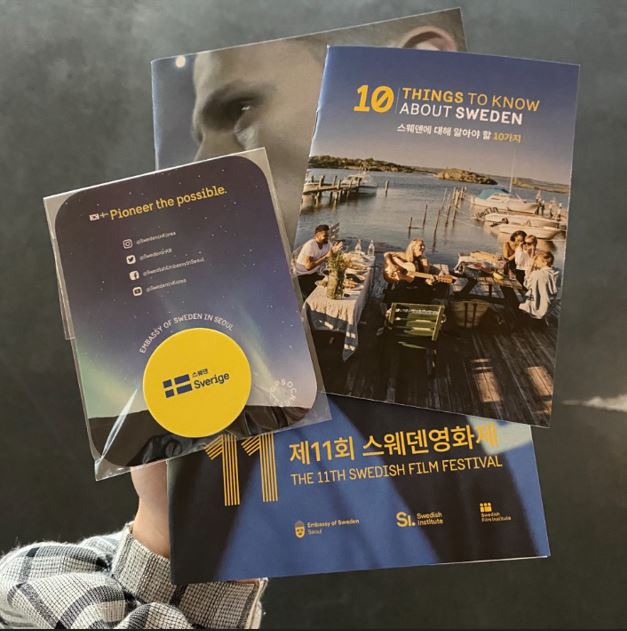 10 THINGS TO KNOW
ABOUT SWEDEN
스웨덴에 대해 알아야 할 10가지
Pioneer the possible.
@SwedeninKorea
@SwedeninKR
@SwedishEmbassyinSeoul
@SwedeninKorea
EMBASSY OF SWEDEN IN SEOUL
스웨덴
Sverige
11
제11회 스웨덴영화제
THE 11TH SWEDISH FILM FESTIVAL
Embassy of Sweden
Seoul
SI. Swedish
Institute
Swedish
Film Institute